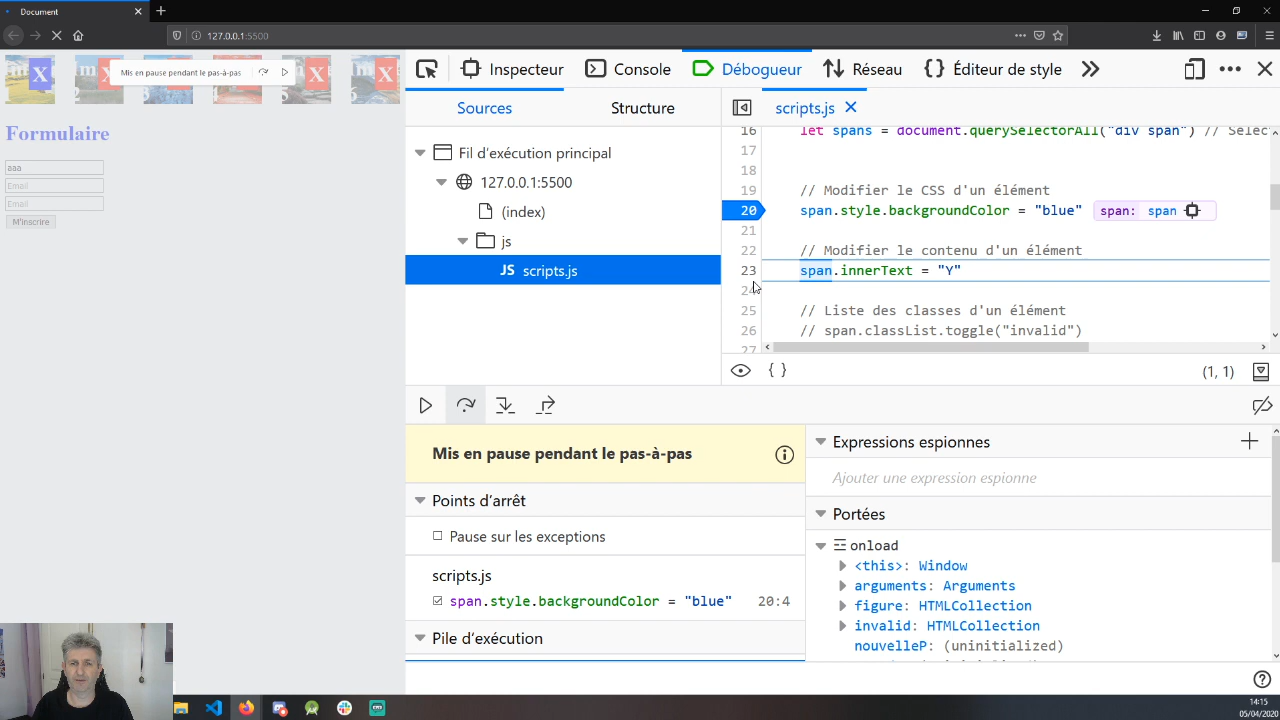 Document
127.0.0.1:5500
X
X
X
X
X
X
Mis en pause pendant le pas-à-pas
Formulaire
aaa
Email
Email
M'inscrire
Inspecteur
Console
Débogueur
Réseau
Éditeur de style
Sources
Structure
scripts.js
Fil d'exécution principal
127.0.0.1:5500
(index)
js
JS scripts.js
16 let spans = document.querySelectorAll("div span") // Selec
17
18
19 // Modifier le CSS d'un élément
20 span.style.backgroundColor = "blue" span: span
21
22 // Modifier le contenu d'un élément
23 span.innerText = "Y"
24
25 // Liste des classes d'un élément
26 // span.classList.toggle("invalid")
27
{ } (1, 1)
Mis en pause pendant le pas-à-pas
Points d'arrêt
Pause sur les exceptions
scripts.js
span.style.backgroundColor = "blue" 20:4
Pile d'exécution
Expressions espionnes
Ajouter une expression espionne
Portées
onload
<this>: Window
arguments: Arguments
figure: HTMLCollection
invalid: HTMLCollection
nouvelleP: (uninitialized)
14:15
05/04/2020